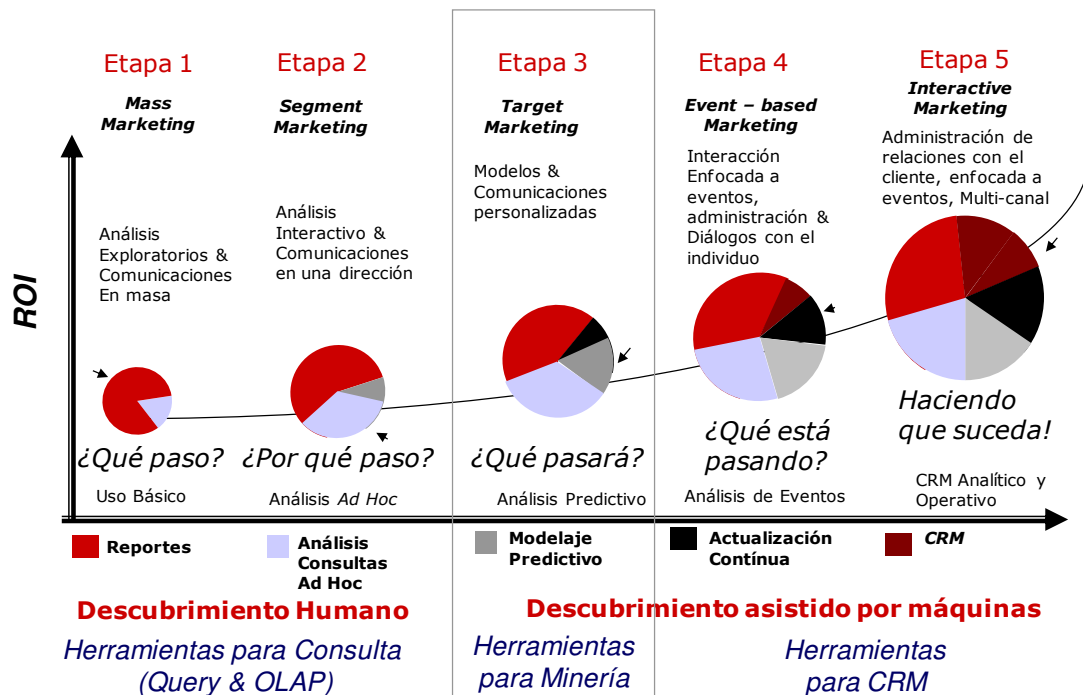 Etapa 1
Mass
Marketing
Análisis
Exploratorios &
Comunicaciones
En masa
¿Qué paso?
Uso Básico
Etapa 2
Segment
Marketing
Análisis
Interactivo &
Comunicaciones
en una dirección
¿Por qué paso?
Análisis Ad Hoc
Etapa 3
Target
Marketing
Modelos &
Comunicaciones
personalizadas
¿Qué pasará?
Análisis Predictivo
Etapa 4
Event – based
Marketing
Interacción
Enfocada a
eventos,
administración &
Diálogos con el
individuo
¿Qué está
pasando?
Análisis de Eventos
Etapa 5
Interactive
Marketing
Administración de
relaciones con el
cliente, enfocada a
eventos, Multi-canal
Haciendo
que suceda!
CRM Analítico y
Operativo
ROI
Reportes
Análisis
Consultas
Ad Hoc
Modelaje
Predictivo
Actualización
Contínua
CRM
Descubrimiento Humano
Descubrimiento asistido por máquinas
Herramientas para Consulta
(Query & OLAP)
Herramientas
para Minería
Herramientas
para CRM